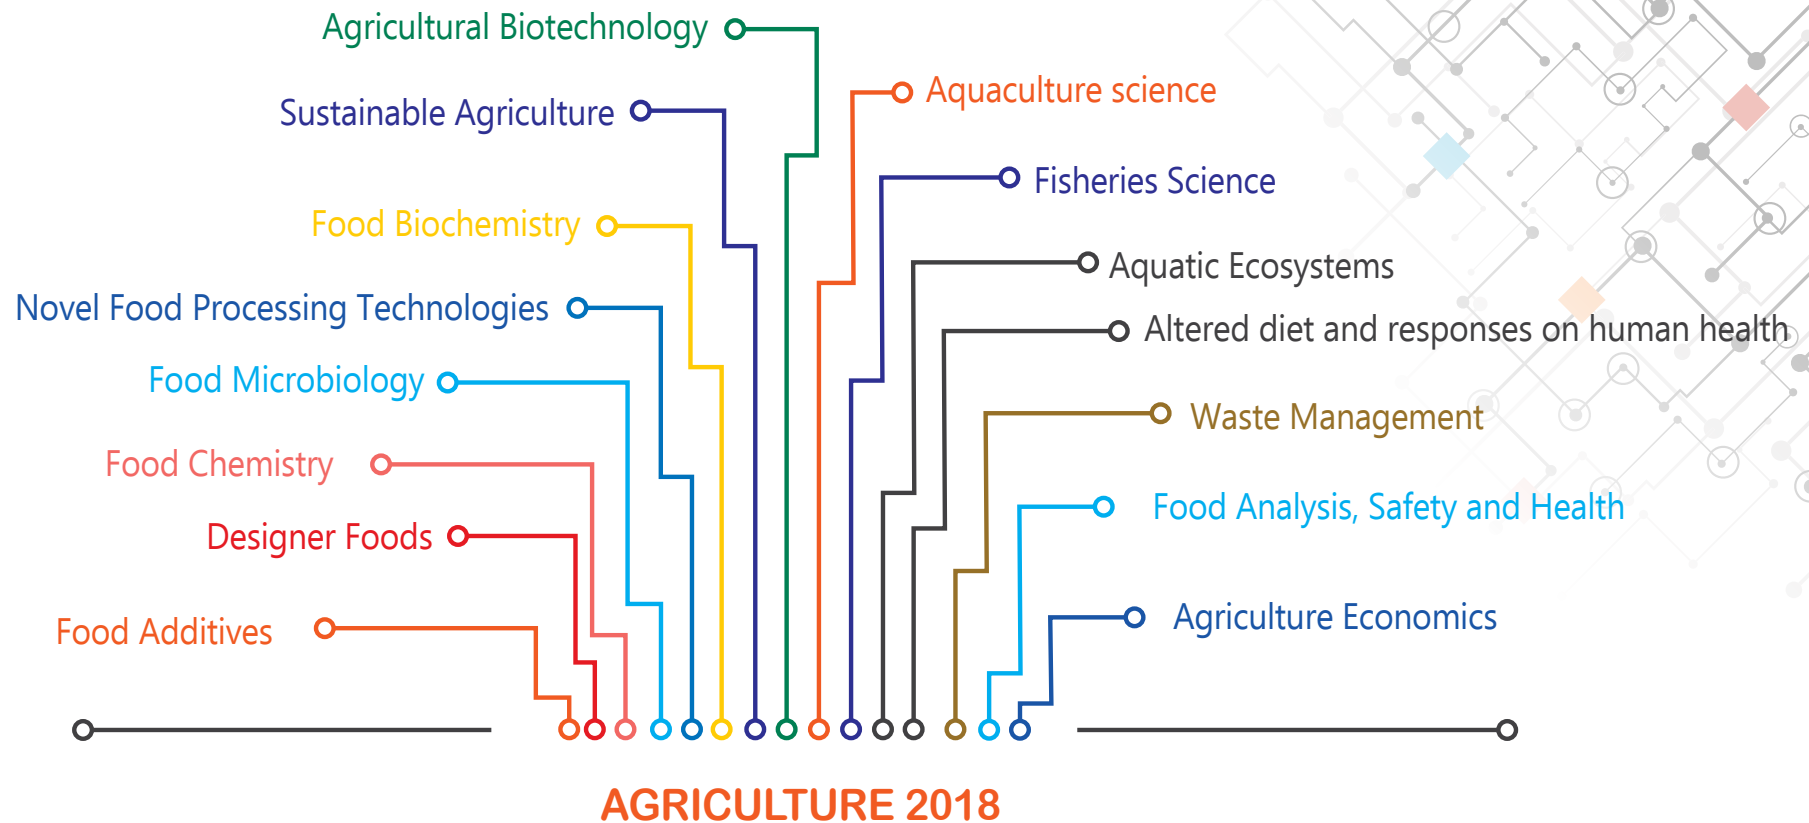 Agricultural Biotechnology
Aquaculture science
Sustainable Agriculture
Fisheries Science
Food Biochemistry
Aquatic Ecosystems
Novel Food Processing Technologies
Altered diet and responses on human health
Food Microbiology
Waste Management
Food Chemistry
Food Analysis, Safety and Health
Designer Foods
Agriculture Economics
Food Additives
AGRICULTURE 2018